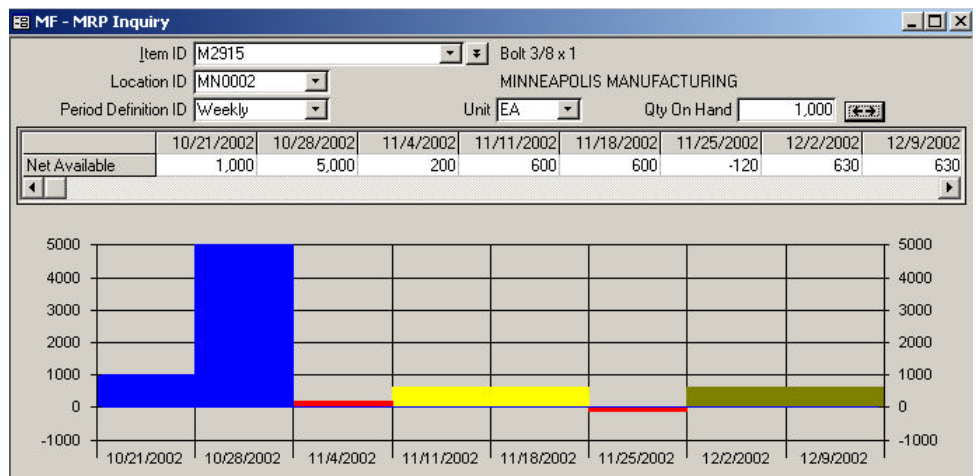 MF - MRP Inquiry
Item ID M2915 Bolt 3/8 x 1
Location ID MN0002 MINNEAPOLIS MANUFACTURING
Period Definition ID Weekly Unit EA Qty On Hand 1,000
10/21/2002 10/28/2002 11/4/2002 11/11/2002 11/18/2002 11/25/2002 12/2/2002 12/9/2002
Net Available 1,000 5,000 200 600 600 -120 630 630
5000 5000
4000 4000
3000 3000
2000 2000
1000 1000
0 0
-1000 -1000
10/21/2002 10/28/2002 11/4/2002 11/11/2002 11/18/2002 11/25/2002 12/2/2002 12/9/2002